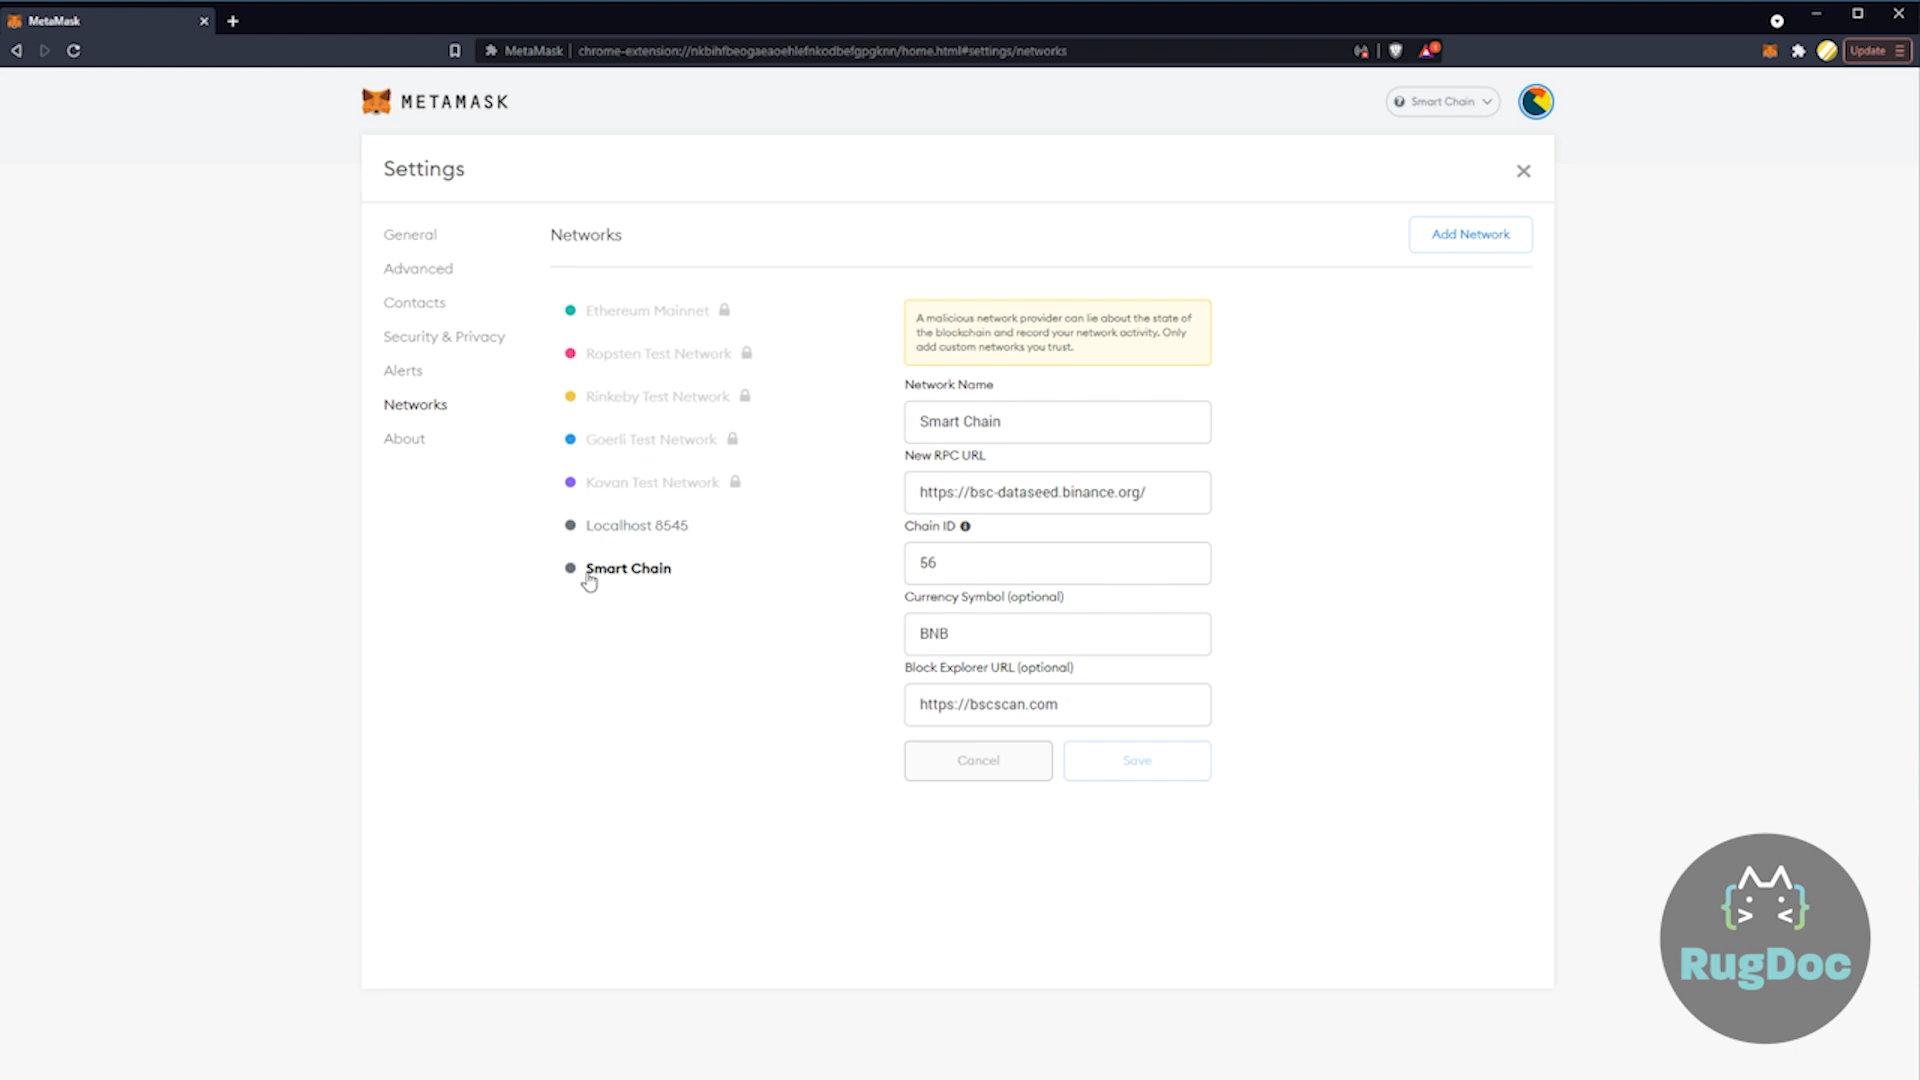 MetaMask
MetaMask | chrome-extension://nkbihfbeogaeaoehlefnkodbefgpgknn/home.html#settings/networks
Update
METAMASK
Smart Chain
Settings
General
Advanced
Contacts
Security & Privacy
Alerts
Networks
About
Networks
Add Network
Ethereum Mainnet
Ropsten Test Network
Rinkeby Test Network
Goerli Test Network
Kovan Test Network
Localhost 8545
Smart Chain
A malicious network provider can lie about the state of
the blockchain and record your network activity. Only
add custom networks you trust.
Network Name
Smart Chain
New RPC URL
https://bsc-dataseed.binance.org/
Chain ID
56
Currency Symbol (optional)
BNB
Block Explorer URL (optional)
https://bscscan.com
Cancel
Save
RugDoc